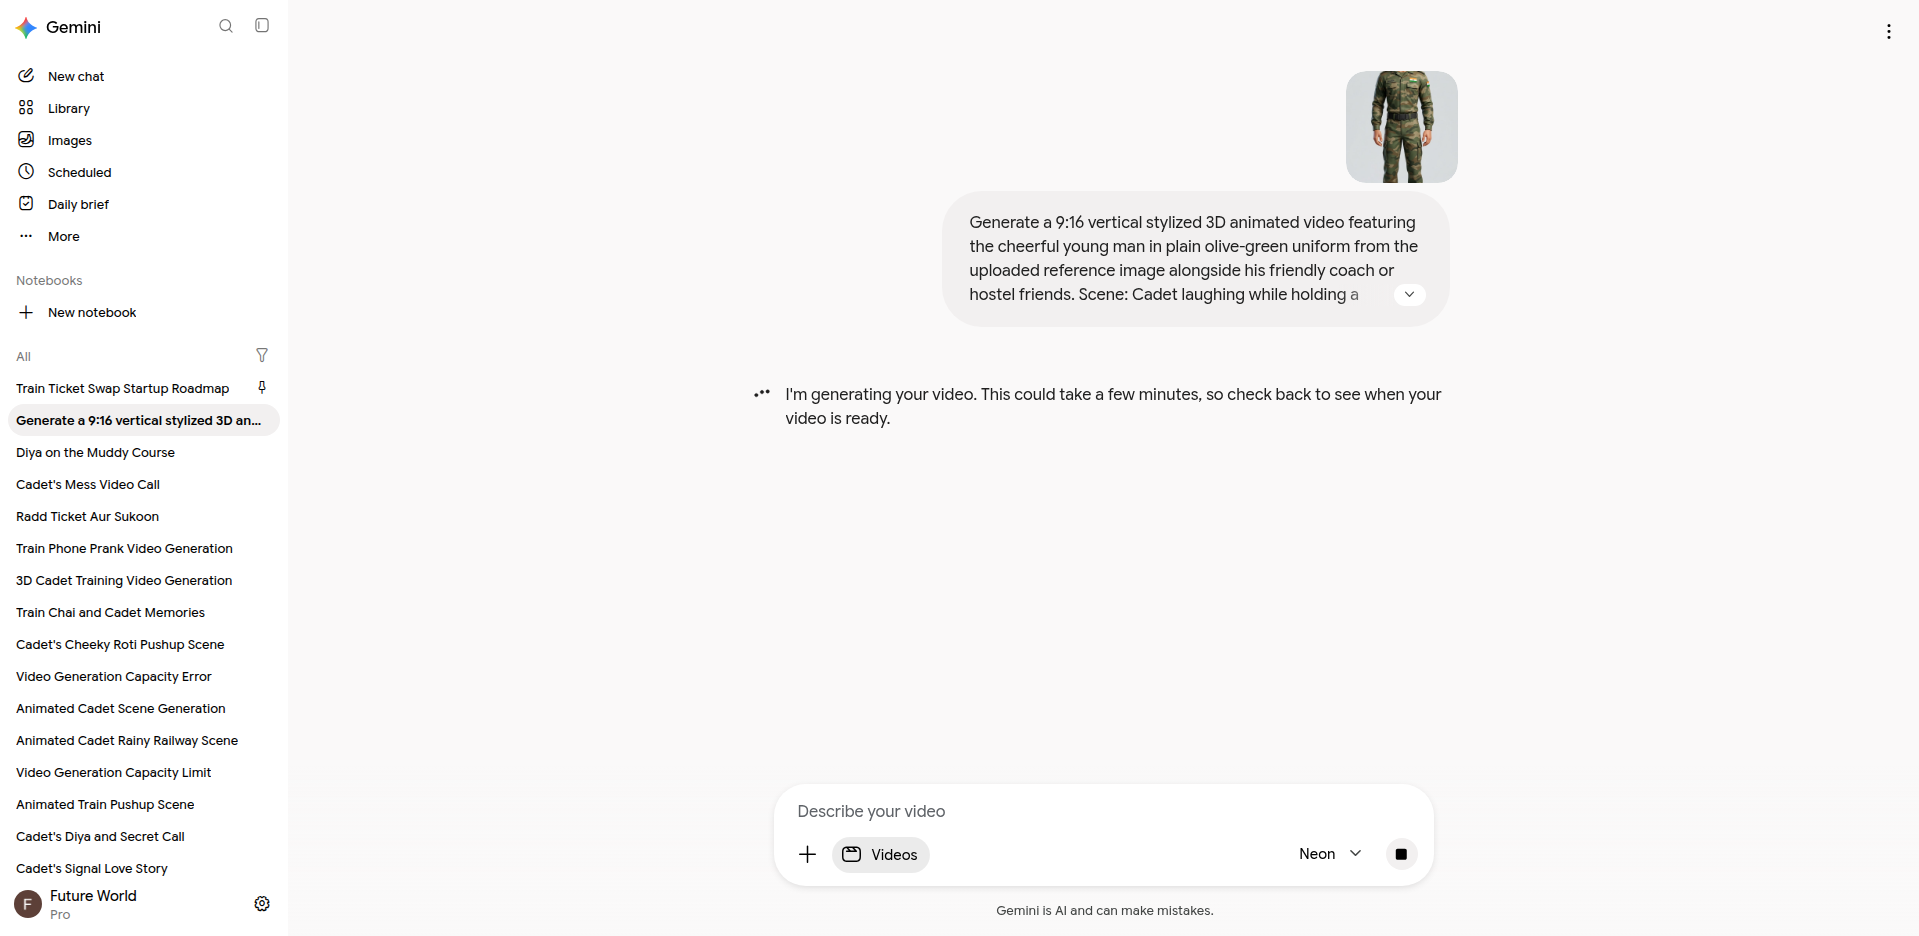 Gemini
New chat
Library
Images
Scheduled
Daily brief
More
Notebooks
New notebook
All
Train Ticket Swap Startup Roadmap
Generate a 9:16 vertical stylized 3D an...
Diya on the Muddy Course
Cadet's Mess Video Call
Radd Ticket Aur Sukoon
Train Phone Prank Video Generation
3D Cadet Training Video Generation
Train Chai and Cadet Memories
Cadet's Cheeky Roti Pushup Scene
Video Generation Capacity Error
Animated Cadet Scene Generation
Animated Cadet Rainy Railway Scene
Video Generation Capacity Limit
Animated Train Pushup Scene
Cadet's Diya and Secret Call
Cadet's Signal Love Story
F
Future World
Pro
Generate a 9:16 vertical stylized 3D animated video featuring
the cheerful young man in plain olive-green uniform from the
uploaded reference image alongside his friendly coach or
hostel friends. Scene: Cadet laughing while holding a
I'm generating your video. This could take a few minutes, so check back to see when your
video is ready.
Describe your video
Videos
Neon
Gemini is AI and can make mistakes.